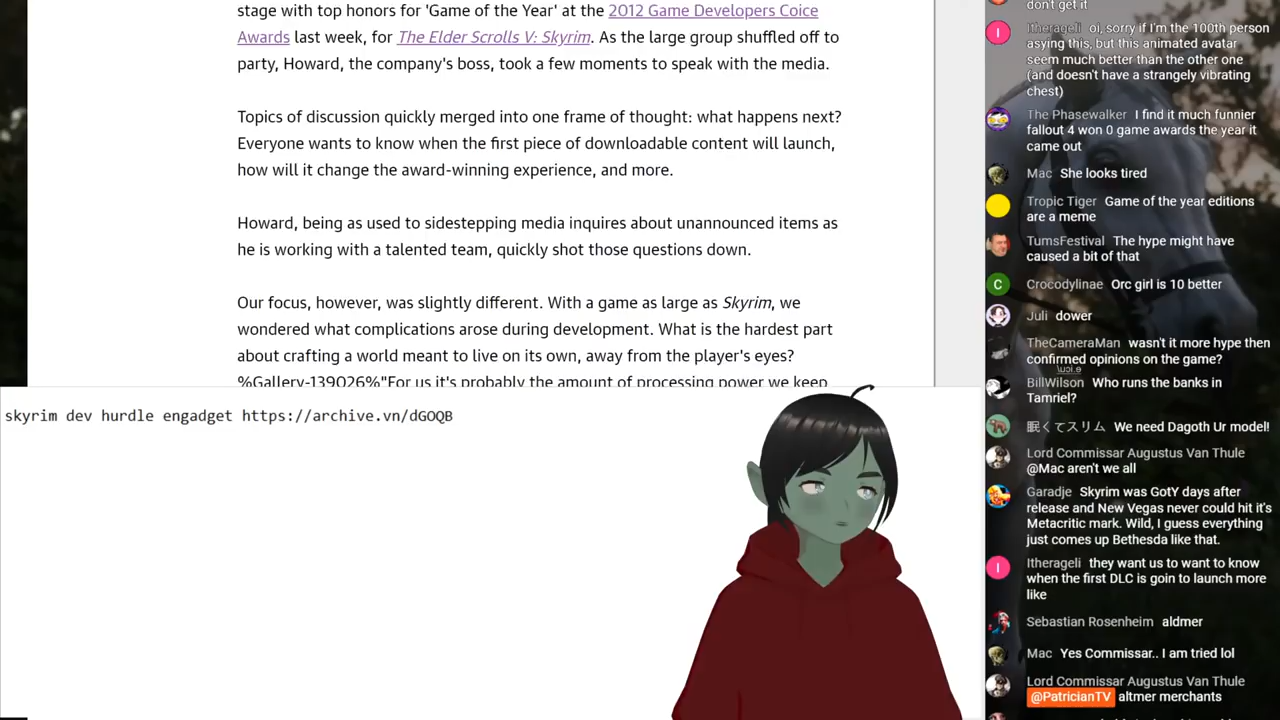 stage with top honors for 'Game of the Year' at the 2012 Game Developers Coice
Awards last week, for The Elder Scrolls V: Skyrim. As the large group shuffled off to
party, Howard, the company's boss, took a few moments to speak with the media.
Topics of discussion quickly merged into one frame of thought: what happens next?
Everyone wants to know when the first piece of downloadable content will launch,
how will it change the award-winning experience, and more.
Howard, being as used to sidestepping media inquires about unannounced items as
he is working with a talented team, quickly shot those questions down.
Our focus, however, was slightly different. With a game as large as Skyrim, we
wondered what complications arose during development. What is the hardest part
about crafting a world meant to live on its own, away from the player's eyes?
%Gallery-139026%"For us it's probably the amount of processing power we keep
skyrim dev hurdle engadget https://archive.vn/dGOQB
don't get it
Itherageli oi, sorry if I'm the 100th person
asying this, but this animated avatar
seem much better than the other one
(and doesn't have a strangely vibrating
chest)
The Phasewalker I find it much funnier
fallout 4 won 0 game awards the year it
came out
Mac She looks tired
Tropic Tiger Game of the year editions
are a meme
TumsFestival The hype might have
caused a bit of that
Crocodylinae Orc girl is 10 better
Juli dower
TheCameraMan wasn't it more hype then
confirmed opinions on the game?
BillWilson Who runs the banks in
Tamriel?
眠くてスリム We need Dagoth Ur model!
Lord Commissar Augustus Van Thule
@Mac aren't we all
Garadje Skyrim was GotY days after
release and New Vegas never could hit it's
Metacritic mark. Wild, I guess everything
just comes up Bethesda like that.
Itherageli they want us to want to know
when the first DLC is goin to launch more
like
Sebastian Rosenheim aldmer
Mac Yes Commissar.. I am tried lol
Lord Commissar Augustus Van Thule
@PatricianTV altmer merchants